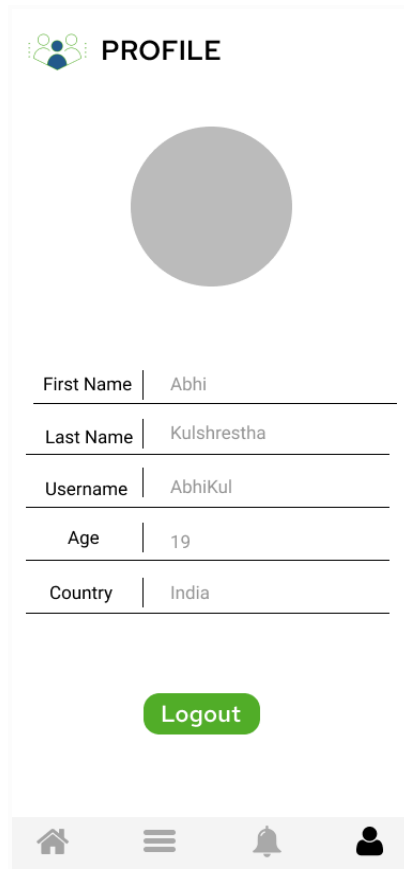 PROFILE
First Name Abhi
Last Name Kulshrestha
Username AbhiKul
Age 19
Country India
Logout